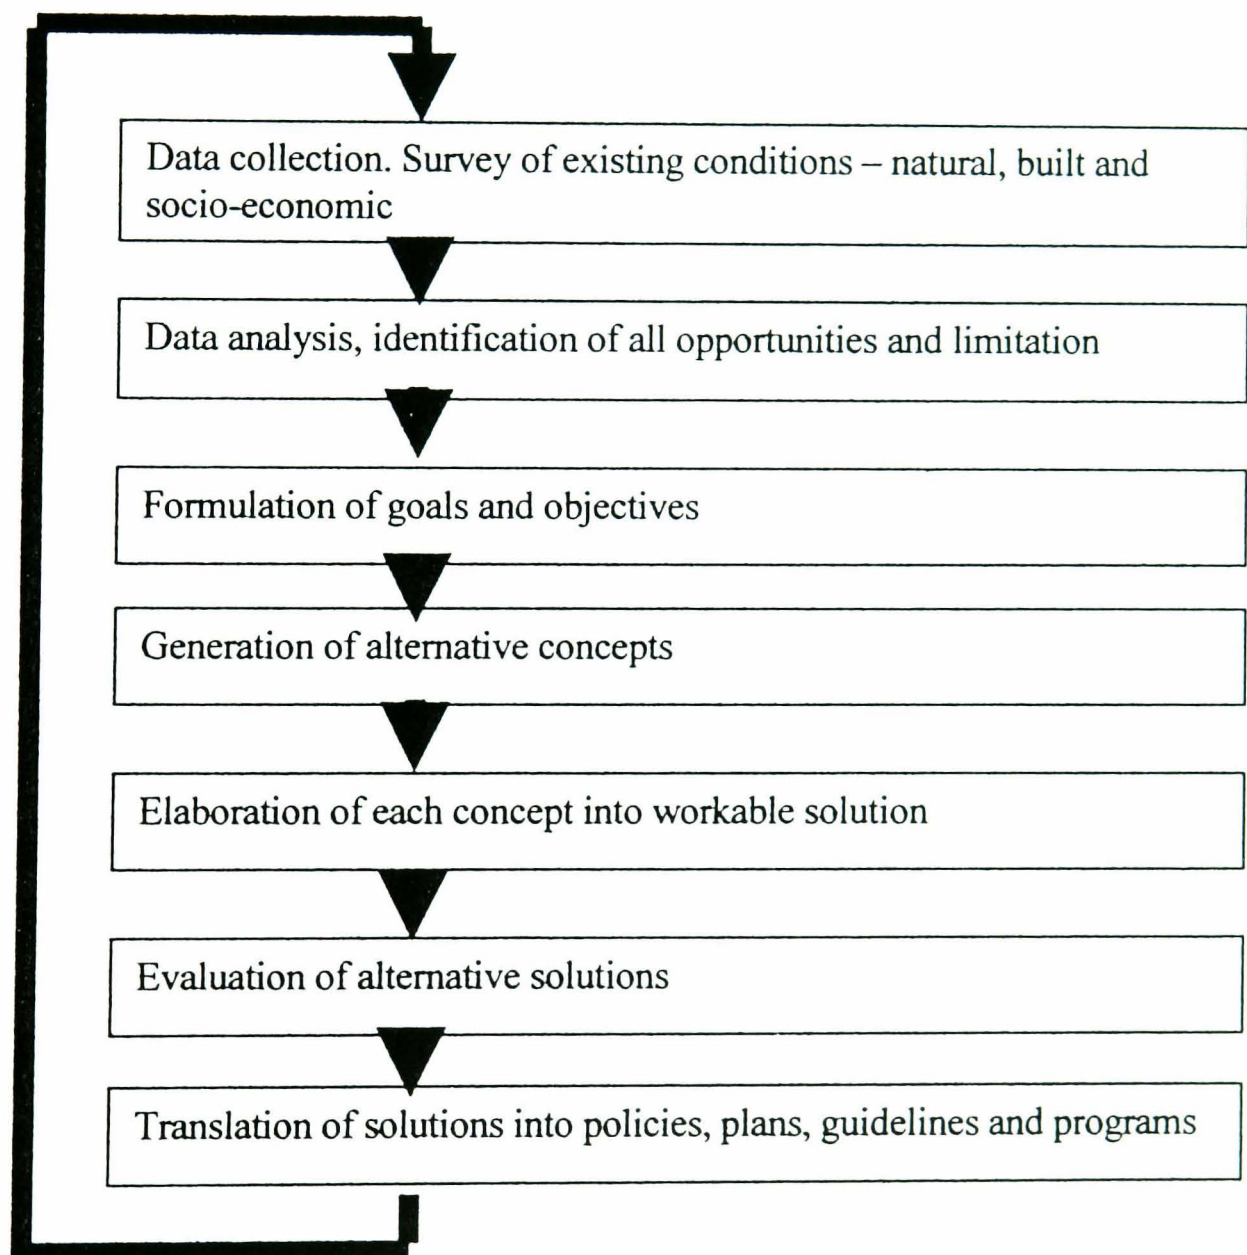 Data collection. Survey of existing conditions – natural, built and
socio-economic
Data analysis, identification of all opportunities and limitation
Formulation of goals and objectives
Generation of alternative concepts
Elaboration of each concept into workable solution
Evaluation of alternative solutions
Translation of solutions into policies, plans, guidelines and programs